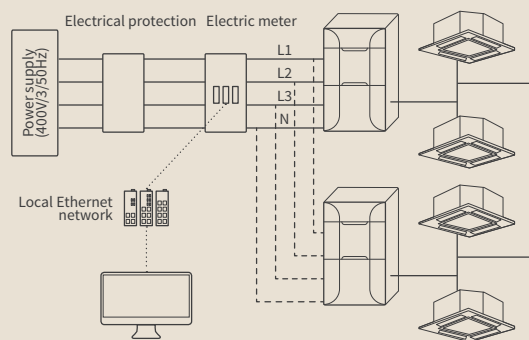 Electrical protection
Electric meter
Power supply
(400V/3/50Hz)
L1
L2
L3
N
Local Ethernet
network